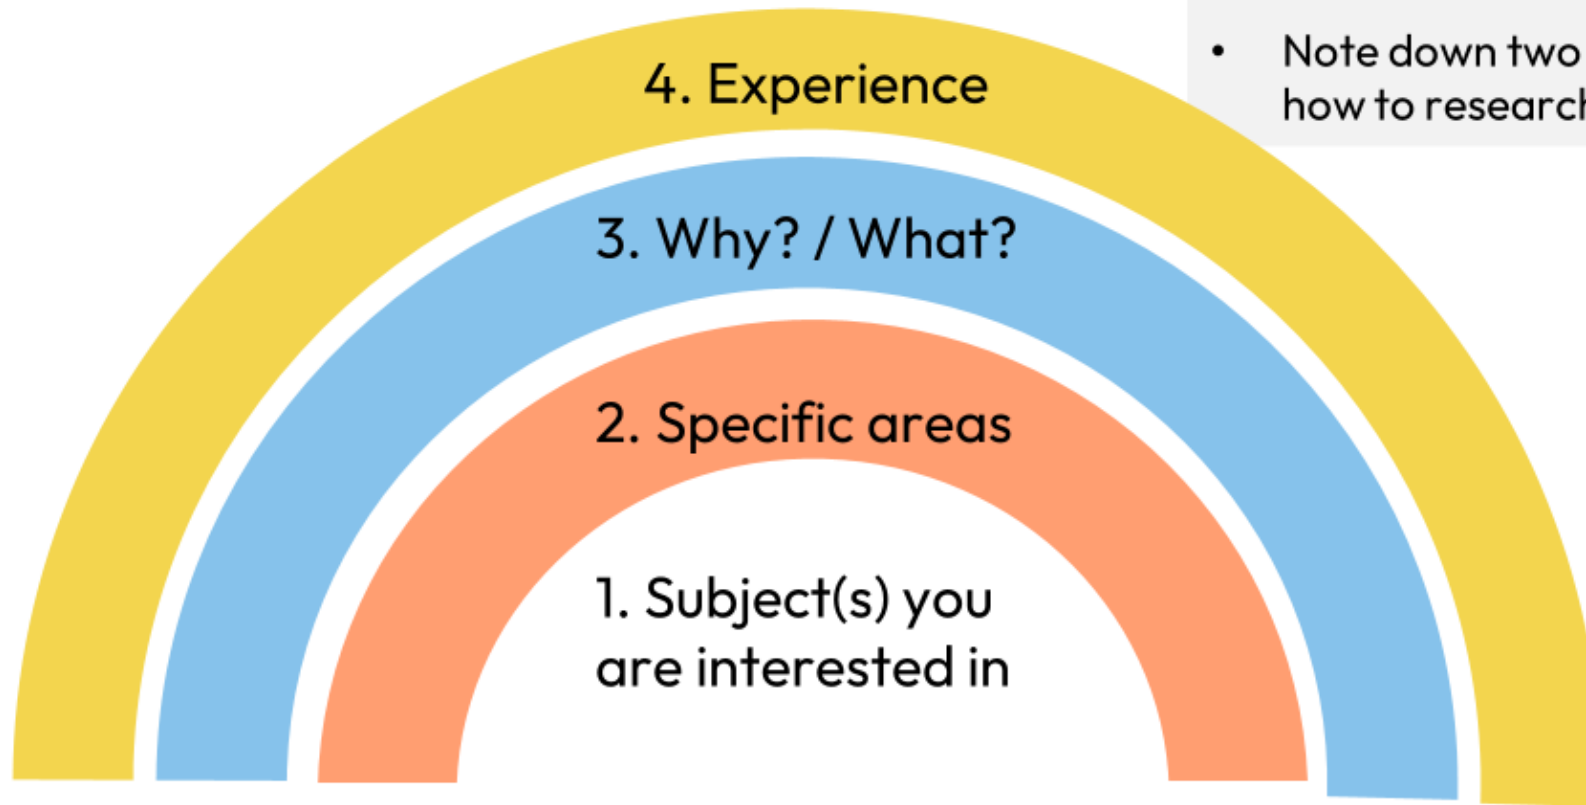 • Note down two
how to research
4. Experience
3. Why? / What?
2. Specific areas
1. Subject(s) you
are interested in